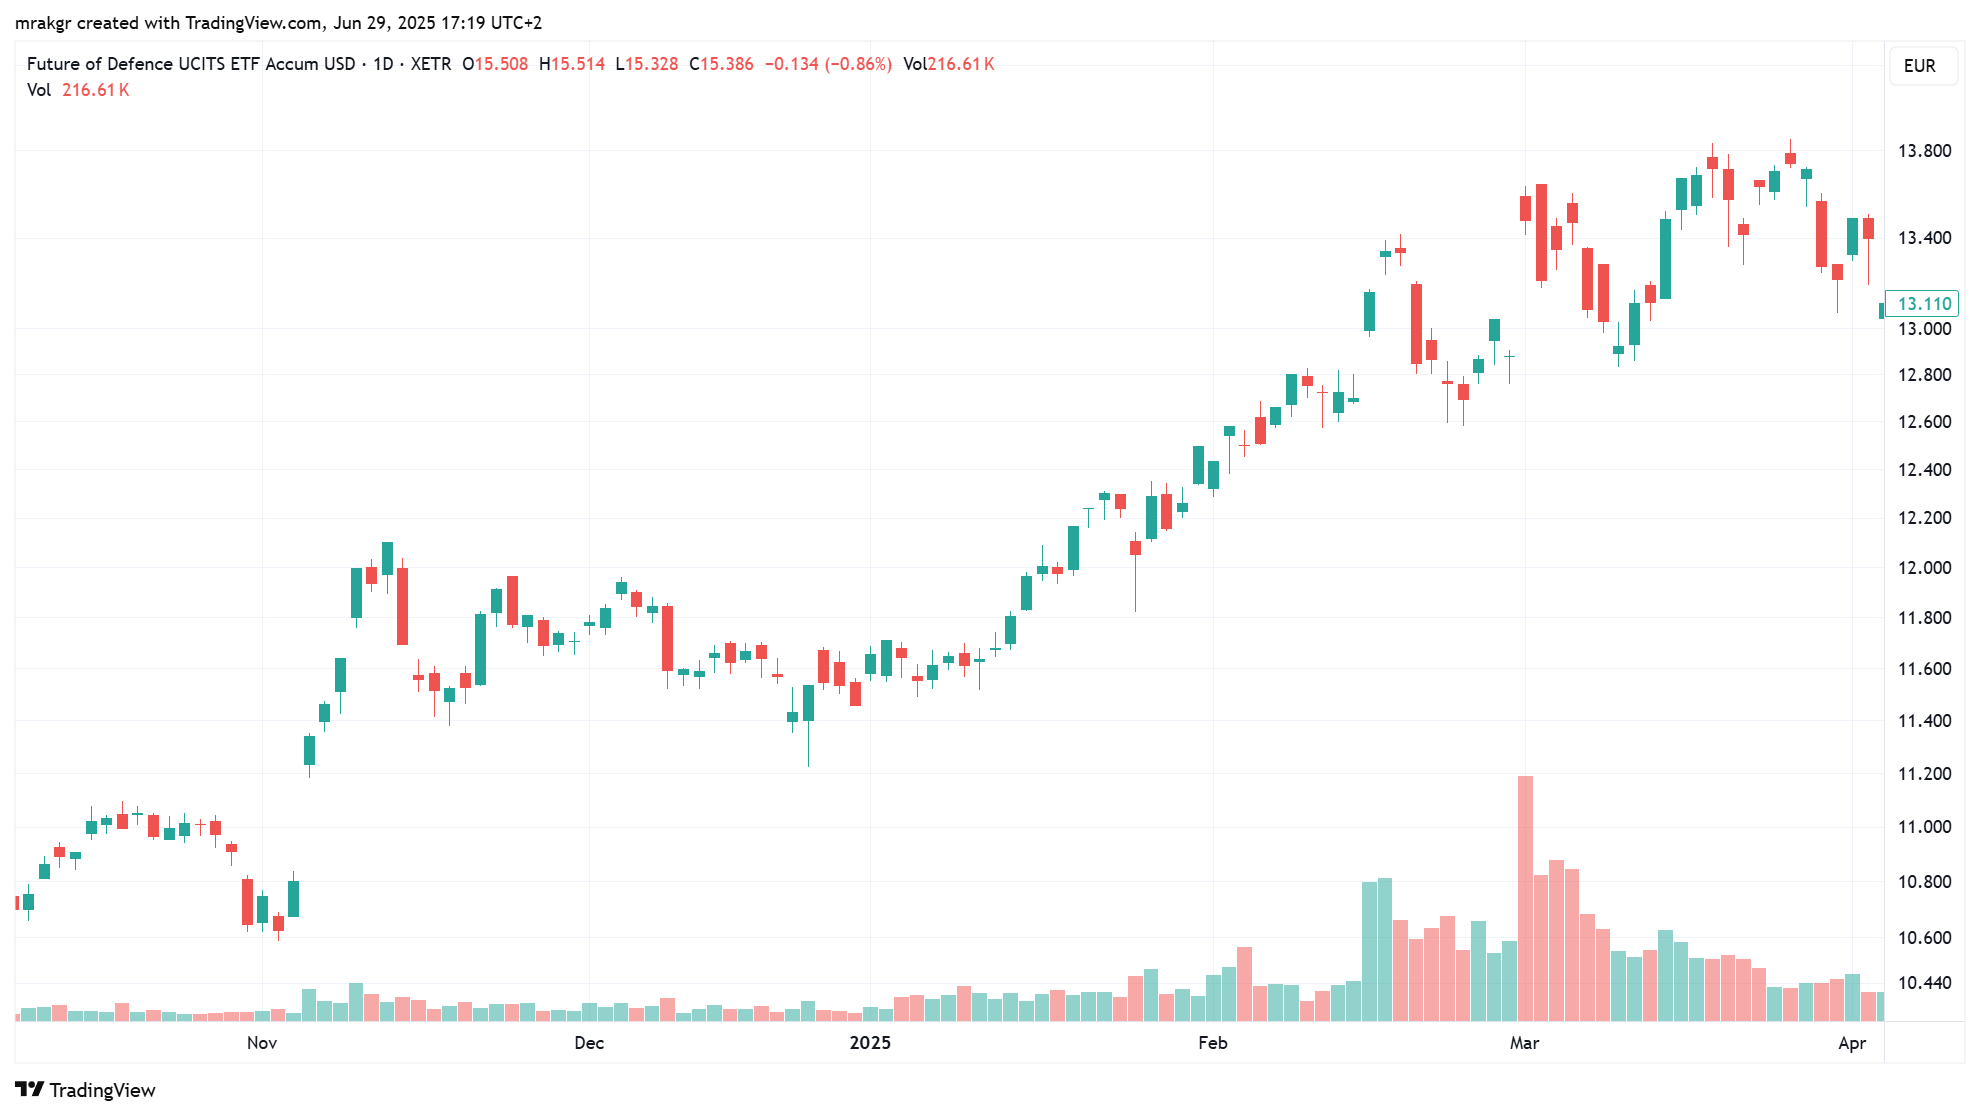 mrakgr created with TradingView.com, Jun 29, 2025 17:19 UTC+2
Future of Defence UCITS ETF Accum USD · 1D · XETR O15.508 H15.514 L15.328 C15.386 −0.134 (−0.86%) Vol216.61 K
Vol 216.61 K
EUR
13.800
13.400
13.110
13.000
12.800
12.600
12.400
12.200
12.000
11.800
11.600
11.400
11.200
11.000
10.800
10.600
10.440
Nov Dec 2025 Feb Mar Apr
TradingView